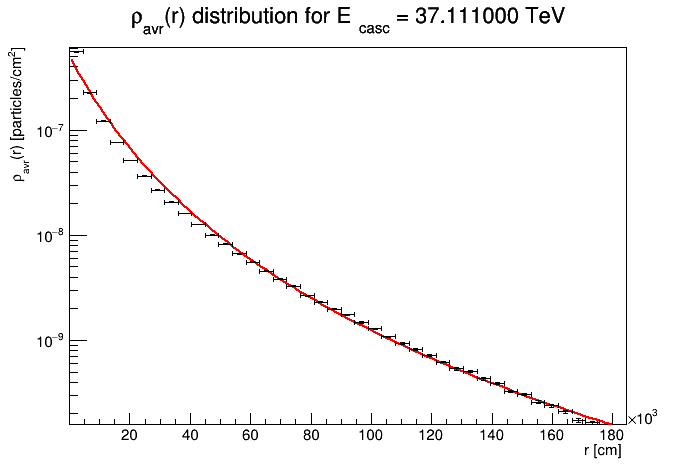 ρavr(r) distribution for E casc = 37.111000 TeV
ρavr(r) [particles/cm²]
10⁻⁷
10⁻⁸
10⁻⁹
20 40 60 80 100 120 140 160 180
×10³
r [cm]